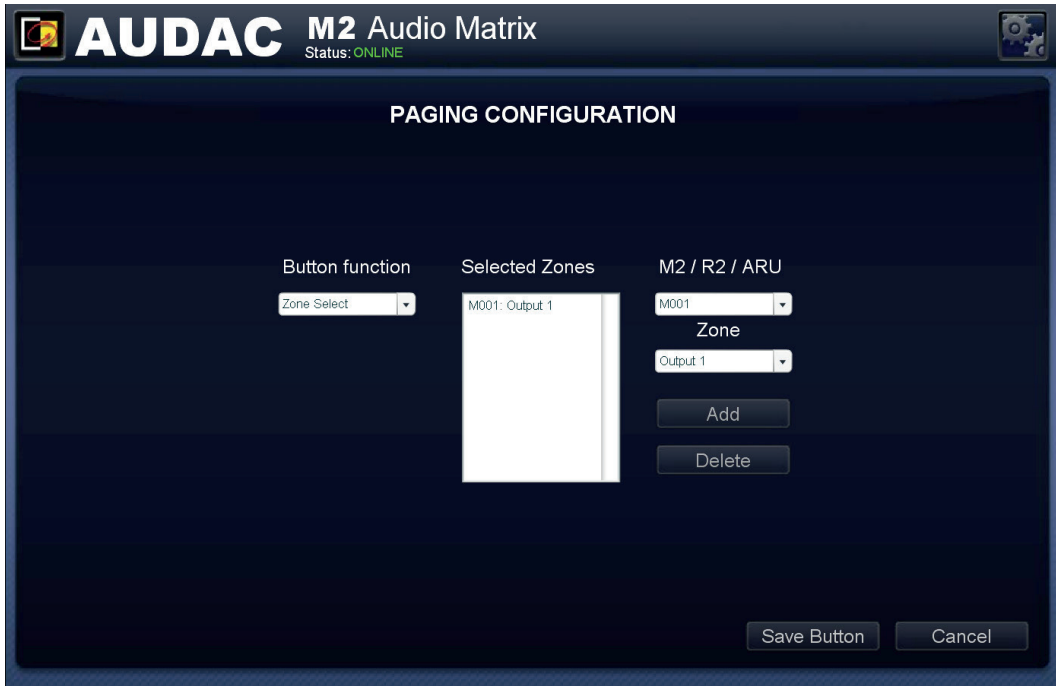 AUDAC M2 Audio Matrix
Status: ONLINE
PAGING CONFIGURATION
Button function
Selected Zones
M2 / R2 / ARU
Zone Select
M001: Output 1
M001
Zone
Output 1
Add
Delete
Save Button
Cancel